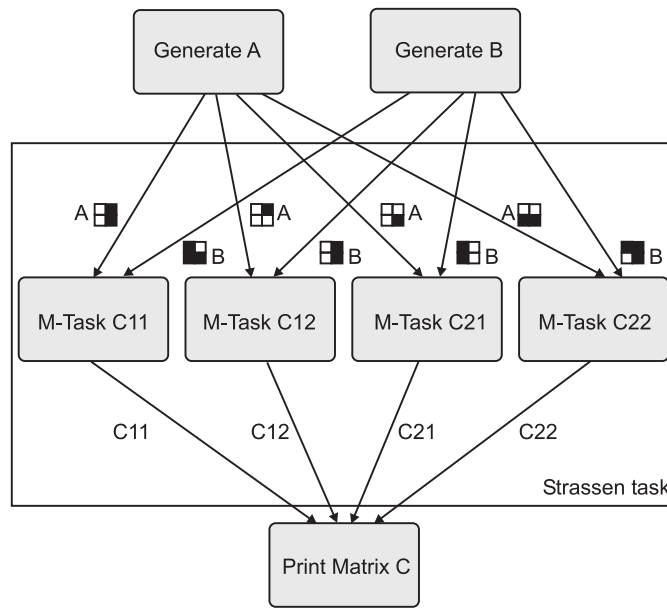 Generate A
Generate B
A
A
A
A
B
B
B
B
M-Task C11
M-Task C12
M-Task C21
M-Task C22
C11
C12
C21
C22
Strassen task
Print Matrix C